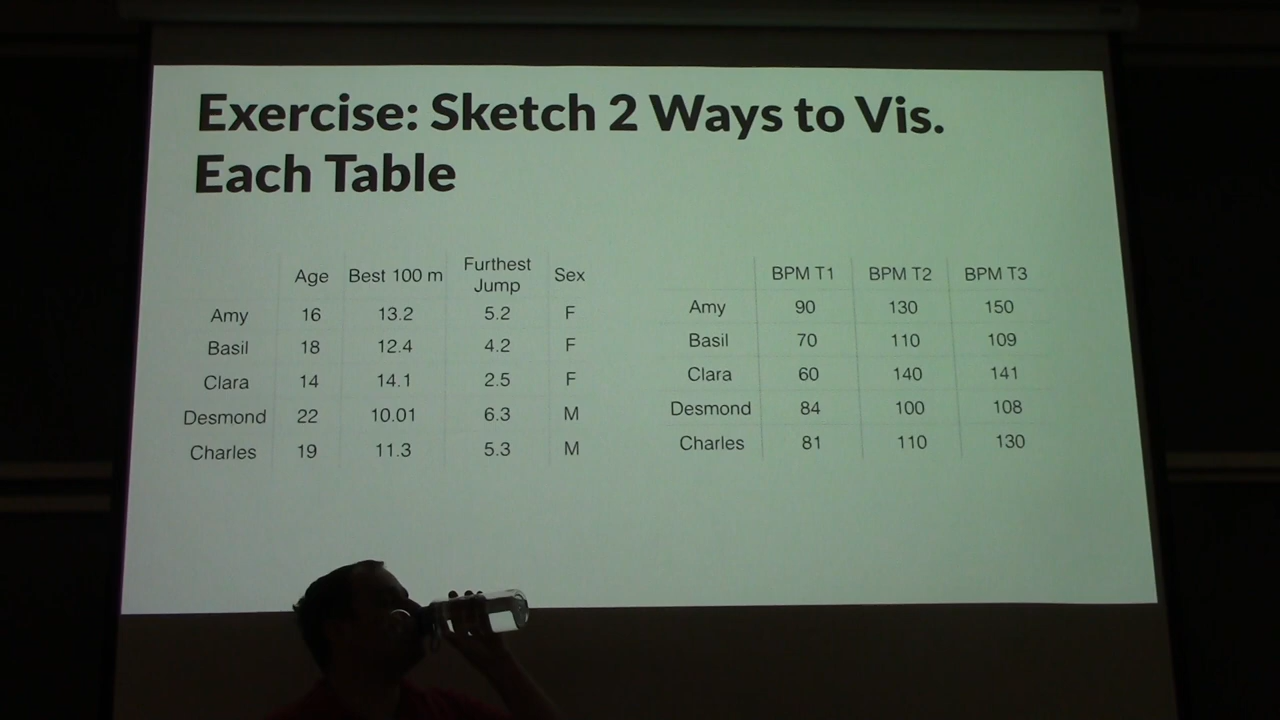 Exercise: Sketch 2 Ways to Vis.
Each Table
Age Best 100 m Furthest Jump Sex
Amy 16 13.2 5.2 F
Basil 18 12.4 4.2 F
Clara 14 14.1 2.5 F
Desmond 22 10.01 6.3 M
Charles 19 11.3 5.3 M
BPM T1 BPM T2 BPM T3
Amy 90 130 150
Basil 70 110 109
Clara 60 140 141
Desmond 84 100 108
Charles 81 110 130